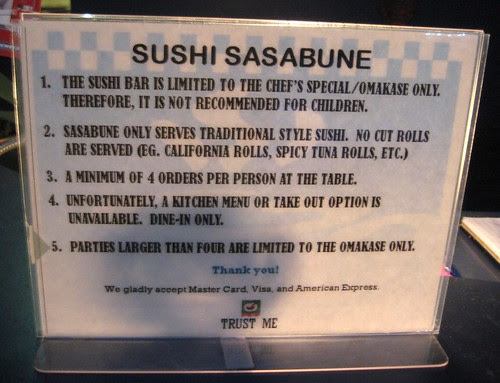 SUSHI SASABUNE
1. THE SUSHI BAR IS LIMITED TO THE CHEF'S SPECIAL/OMAKASE ONLY.
THEREFORE, IT IS NOT RECOMMENDED FOR CHILDREN.
2. SASABUNE ONLY SERVES TRADITIONAL STYLE SUSHI. NO CUT ROLLS
ARE SERVED (EG. CALIFORNIA ROLLS, SPICY TUNA ROLLS, ETC.)
3. A MINIMUM OF 4 ORDERS PER PERSON AT THE TABLE.
4. UNFORTUNATELY, A KITCHEN MENU OR TAKE OUT OPTION IS
UNAVAILABLE. DINE-IN ONLY.
5. PARTIES LARGER THAN FOUR ARE LIMITED TO THE OMAKASE ONLY.
Thank you!
We gladly accept Master Card, Visa, and American Express.
TRUST ME